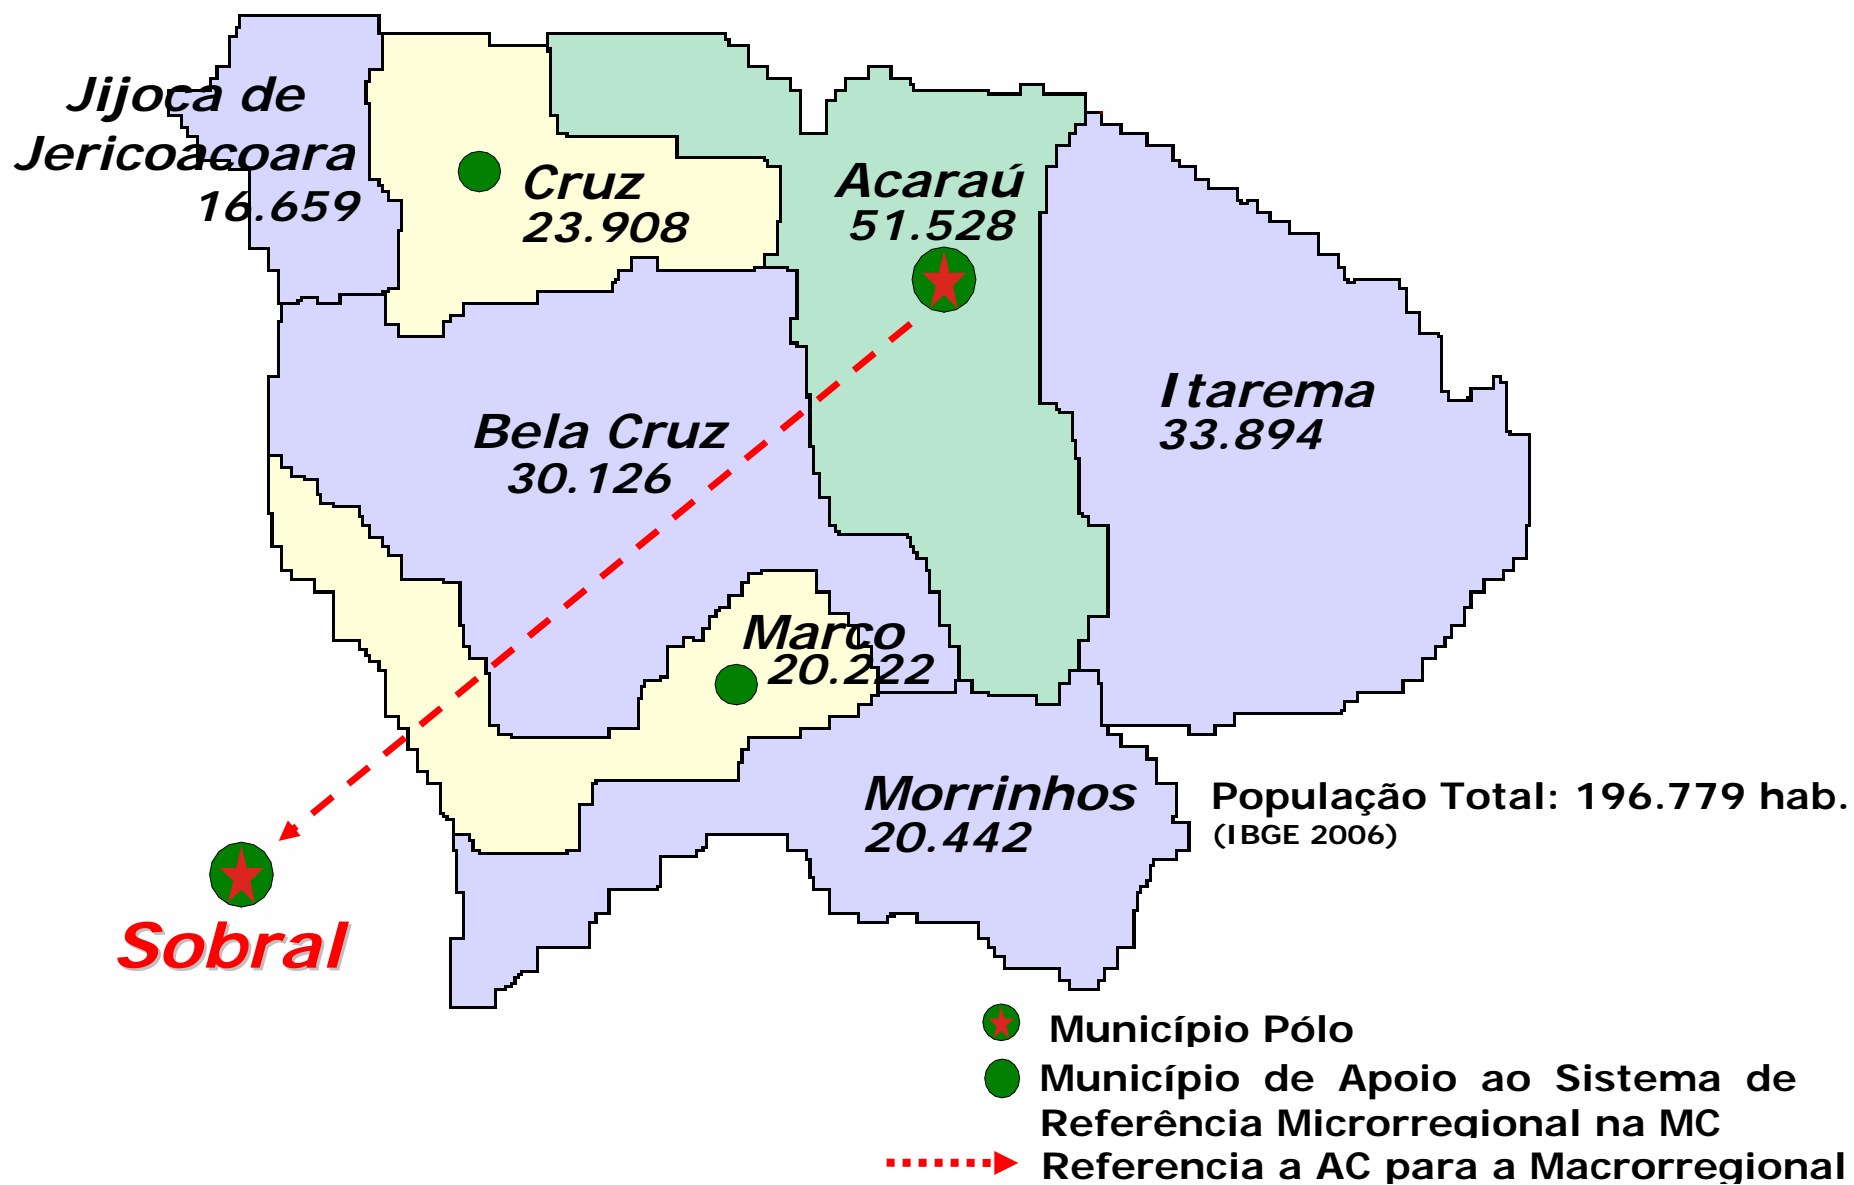 Jijoca de
Jericoacoara
16.659
Cruz
23.908
Acaraú
51.528
Itarema
33.894
Bela Cruz
30.126
Marco
20.222
Morrinhos
20.442
População Total: 196.779 hab.
(IBGE 2006)
Sobral
Município Pólo
Município de Apoio ao Sistema de
Referência Microrregional na MC
Referencia a AC para a Macrorregional